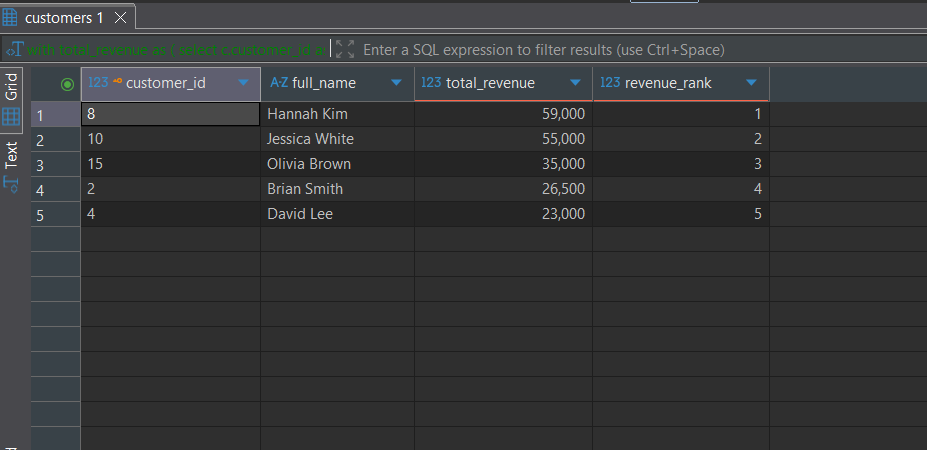 customers 1
with total_revenue as ( select c.customer_id as
Enter a SQL expression to filter results (use Ctrl+Space)
Grid
Text
123 customer_id A-Z full_name 123 total_revenue 123 revenue_rank
1 8 Hannah Kim 59,000 1
2 10 Jessica White 55,000 2
3 15 Olivia Brown 35,000 3
4 2 Brian Smith 26,500 4
5 4 David Lee 23,000 5